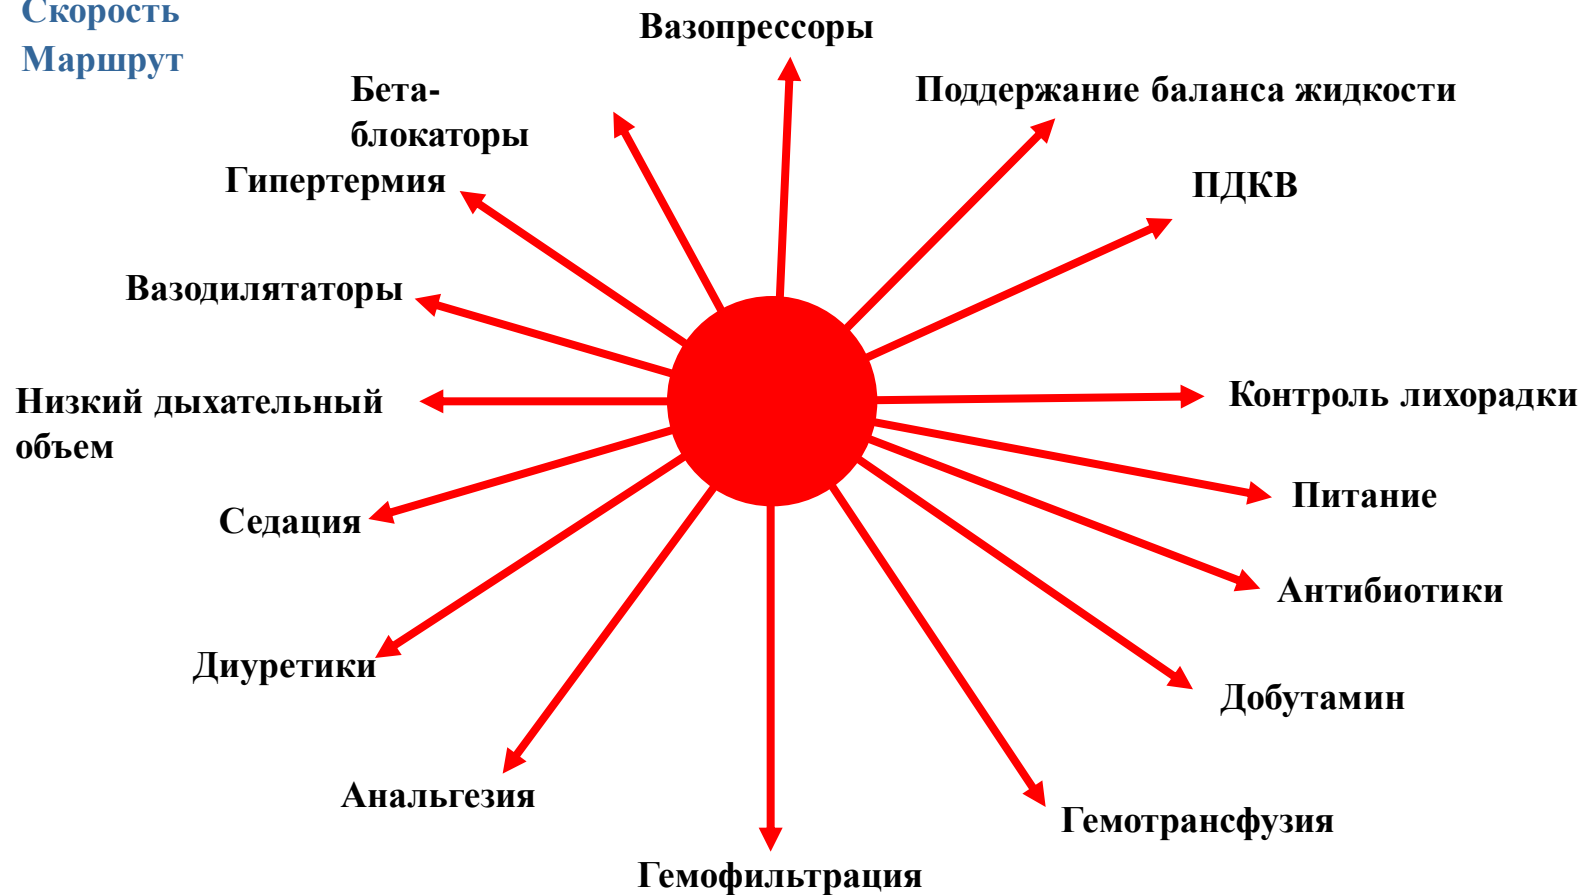 Скорость
Маршрут
Вазопрессоры
Бета-
блокаторы
Поддержание баланса жидкости
Гипертермия
ПДКВ
Вазодилятаторы
Низкий дыхательный
объем
Контроль лихорадки
Седация
Питание
Антибиотики
Диуретики
Добутамин
Анальгезия
Гемотрансфузия
Гемофильтрация